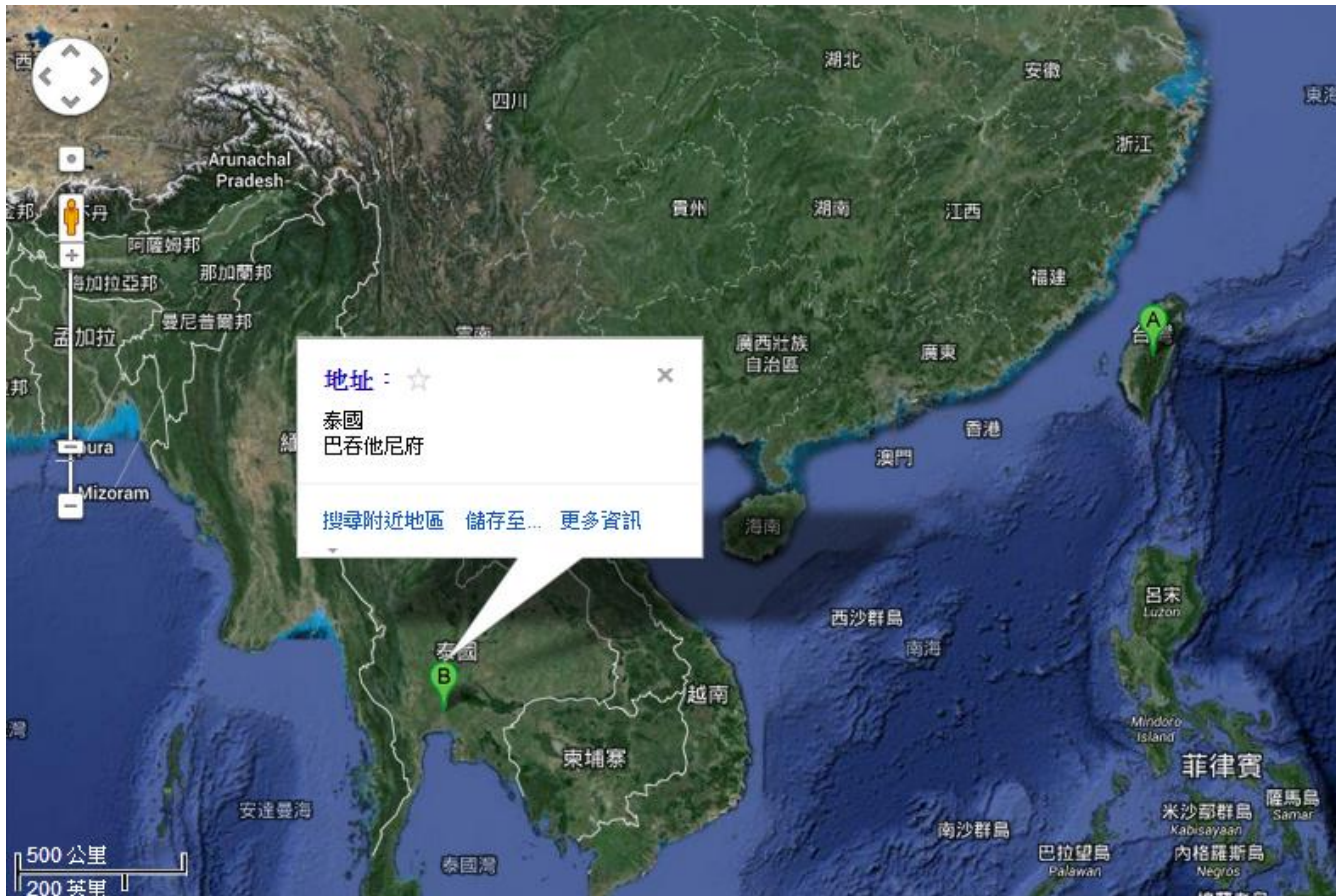 湖北
安徽
西
四川
東海
浙江
Arunachal
Pradesh
貴州
湖南
江西
不丹
阿薩姆邦
那加蘭邦
福建
曼尼普爾邦
孟加拉
台灣
A
雲南
廣西壯族
自治區
廣東
地址：
泰國
巴吞他尼府
邦
緬
香港
澳門
Mizoram
搜尋附近地區 儲存至... 更多資訊
海南
呂宋
Luzon
西沙群島
南海
泰國
B
越南
灣
Mindoro
Island
柬埔寨
菲律賓
安達曼海
薩馬島
Samar
米沙鄢群島
Kabisayaan
南沙群島
500 公里
泰國灣
巴拉望島
Palawan
內格羅斯島
Negros
200 英里